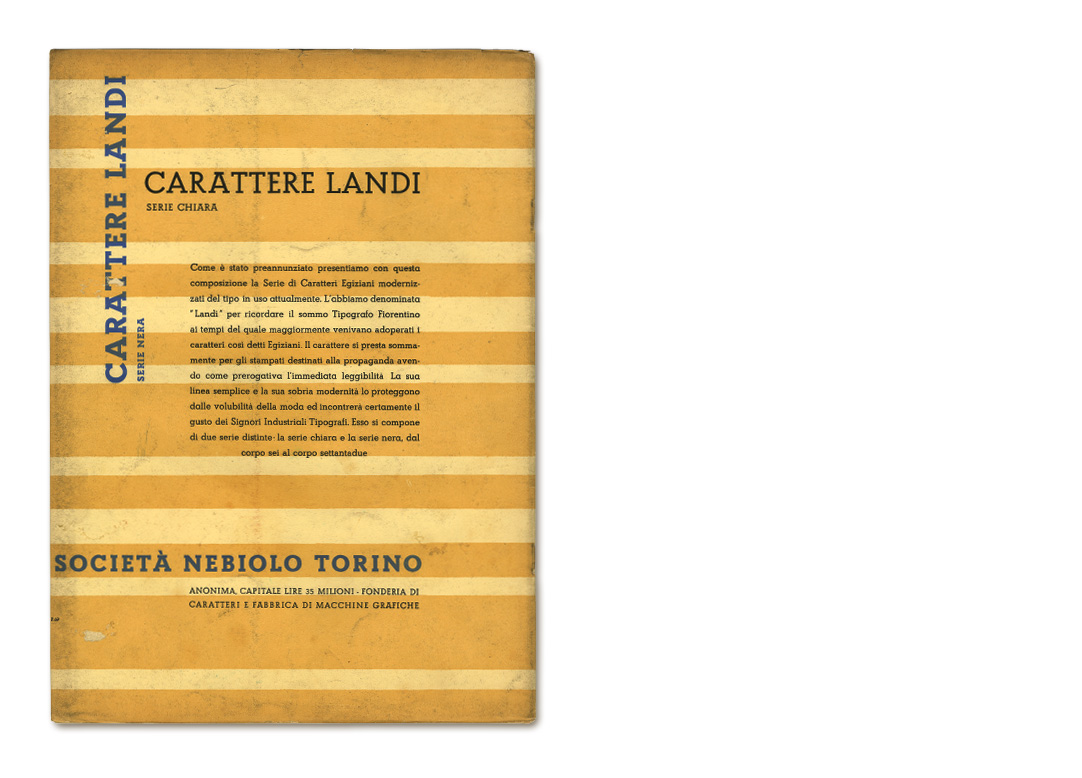 CARATTERE LANDI
SERIE NERA
CARATTERE LANDI
SERIE CHIARA
Come è stato preannunziato presentiamo con questa
composizione la Serie di Caratteri Egiziani moderniz-
zati del tipo in uso attualmente. L'abbiamo denominata
"Landi" per ricordare il sommo Tipografo Fiorentino
ai tempi del quale maggiormente venivano adoperati i
caratteri così detti Egiziani. Il carattere si presta somma-
mente per gli stampati destinati alla propaganda aven-
do come prerogativa l'immediata leggibilità La sua
linea semplice e la sua sobria modernità lo proteggono
dalle volubilità della moda ed incontrerà certamente il
gusto dei Signori Industriali Tipografi. Esso si compone
di due serie distinte: la serie chiara e la serie nera, dal
corpo sei al corpo settantadue
SOCIETÀ NEBIOLO TORINO
ANONIMA, CAPITALE LIRE 35 MILIONI - FONDERIA DI
CARATTERI E FABBRICA DI MACCHINE GRAFICHE